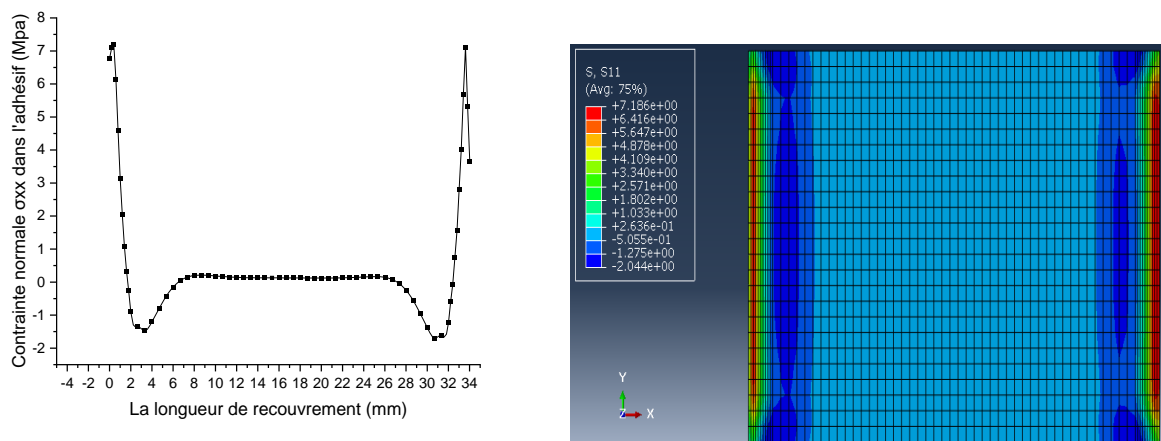 Contrainte normale σxx dans l'adhésif (Mpa)
8
7
6
5
4
3
2
1
0
-1
-2
-4 -2 0 2 4 6 8 10 12 14 16 18 20 22 24 26 28 30 32 34
La longueur de recouvrement (mm)
S, S11
(Avg: 75%)
+7.186e+00
+6.416e+00
+5.647e+00
+4.878e+00
+4.109e+00
+3.340e+00
+2.571e+00
+1.802e+00
+1.033e+00
+2.636e-01
-5.055e-01
-1.275e+00
-2.044e+00
Y
Z X